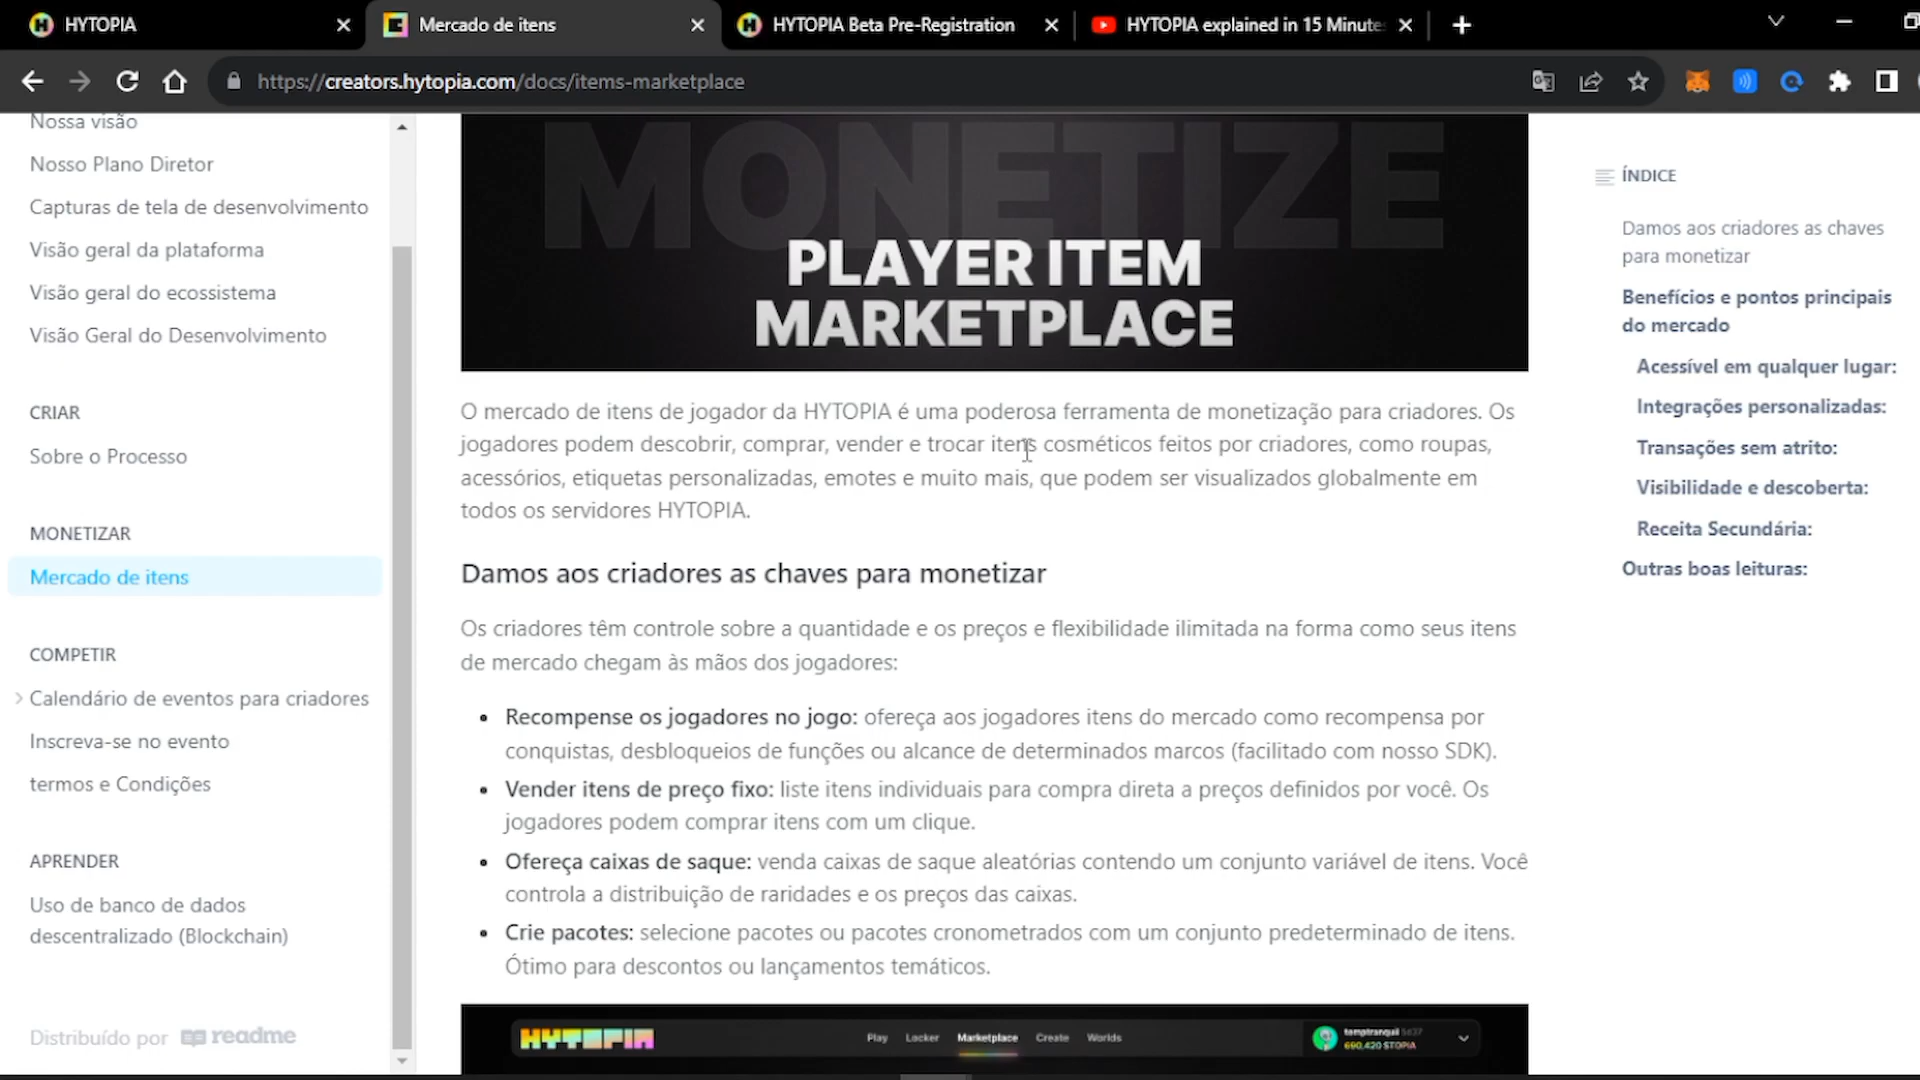 HYTOPIA
Mercado de itens
HYTOPIA Beta Pre-Registration
HYTOPIA explained in 15 Minute
https://creators.hytopia.com/docs/items-marketplace
Nossa visão
Nosso Plano Diretor
Capturas de tela de desenvolvimento
Visão geral da plataforma
Visão geral do ecossistema
Visão Geral do Desenvolvimento
CRIAR
Sobre o Processo
MONETIZAR
Mercado de itens
COMPETIR
Calendário de eventos para criadores
Inscreva-se no evento
termos e Condições
APRENDER
Uso de banco de dados
descentralizado (Blockchain)
Distribuído por readme
MONETIZE
PLAYER ITEM
MARKETPLACE
O mercado de itens de jogador da HYTOPIA é uma poderosa ferramenta de monetização para criadores. Os
jogadores podem descobrir, comprar, vender e trocar itens cosméticos feitos por criadores, como roupas,
acessórios, etiquetas personalizadas, emotes e muito mais, que podem ser visualizados globalmente em
todos os servidores HYTOPIA.
Damos aos criadores as chaves para monetizar
Os criadores têm controle sobre a quantidade e os preços e flexibilidade ilimitada na forma como seus itens
de mercado chegam às mãos dos jogadores:
• Recompense os jogadores no jogo: ofereça aos jogadores itens do mercado como recompensa por
conquistas, desbloqueios de funções ou alcance de determinados marcos (facilitado com nosso SDK).
• Vender itens de preço fixo: liste itens individuais para compra direta a preços definidos por você. Os
jogadores podem comprar itens com um clique.
• Ofereça caixas de saque: venda caixas de saque aleatórias contendo um conjunto variável de itens. Você
controla a distribuição de raridades e os preços das caixas.
• Crie pacotes: selecione pacotes ou pacotes cronometrados com um conjunto predeterminado de itens.
Ótimo para descontos ou lançamentos temáticos.
HYTOPIA
Play Locker Marketplace Create Worlds
temptranquil
690,420 $TOPIA
ÍNDICE
Damos aos criadores as chaves
para monetizar
Benefícios e pontos principais
do mercado
Acessível em qualquer lugar:
Integrações personalizadas:
Transações sem atrito:
Visibilidade e descoberta:
Receita Secundária:
Outras boas leituras: